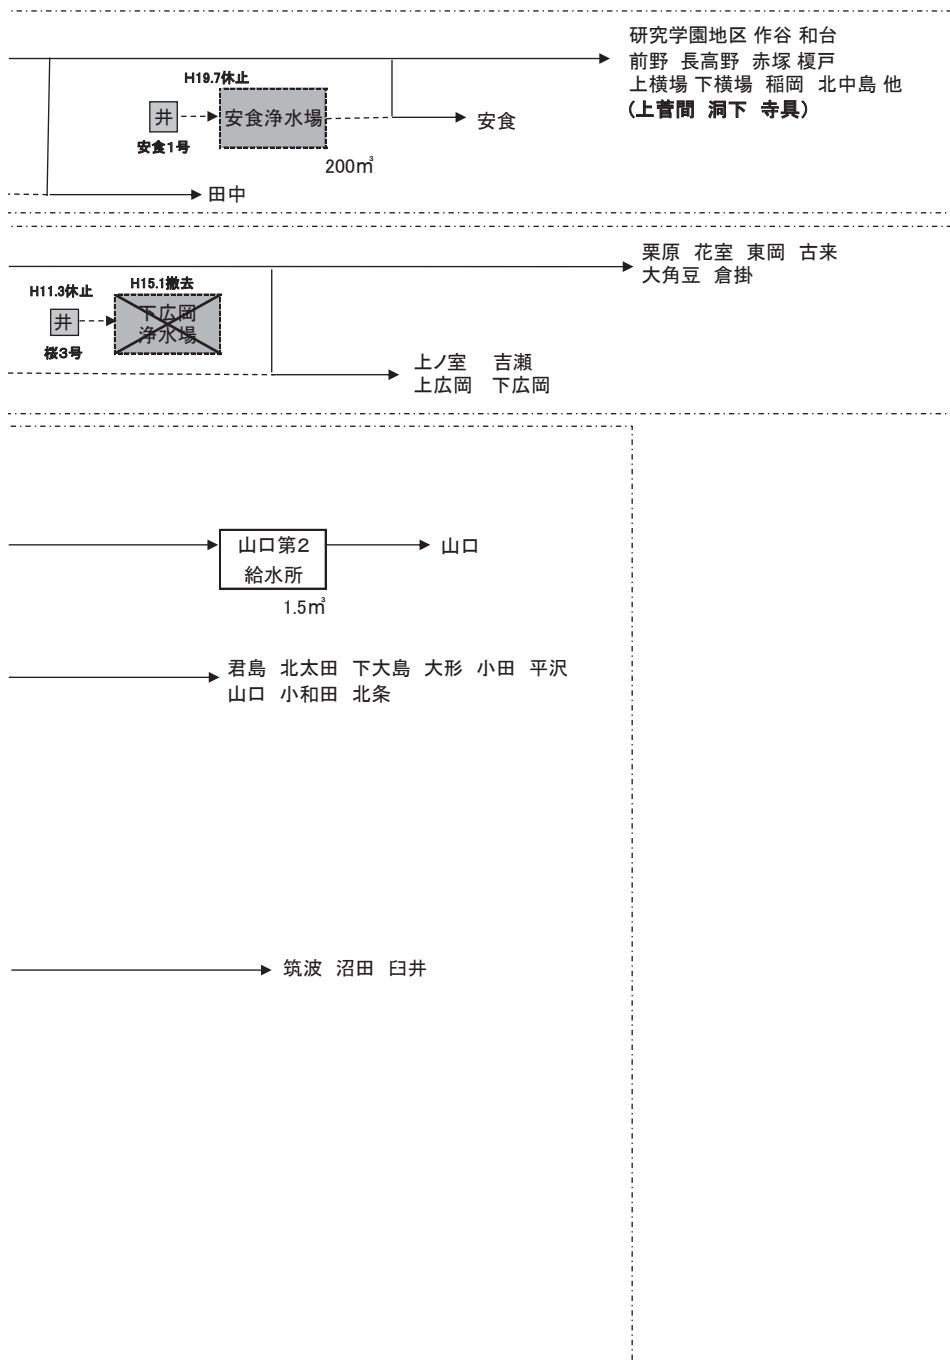 研究学園地区 作谷 和台
前野 長高野 赤塚 榎戸
上横場 下横場 稲岡 北中島 他
(上菅間 洞下 寺具)
H19.7休止
井
安食浄水場
安食
安食1号
200㎥
田中
栗原 花室 東岡 古来
大角豆 倉掛
H11.3休止
H15.1撤去
井
下広岡
浄水場
桜3号
上ノ室 吉瀬
上広岡 下広岡
山口第2
給水所
山口
1.5㎥
君島 北太田 下大島 大形 小田 平沢
山口 小和田 北条
筑波 沼田 臼井